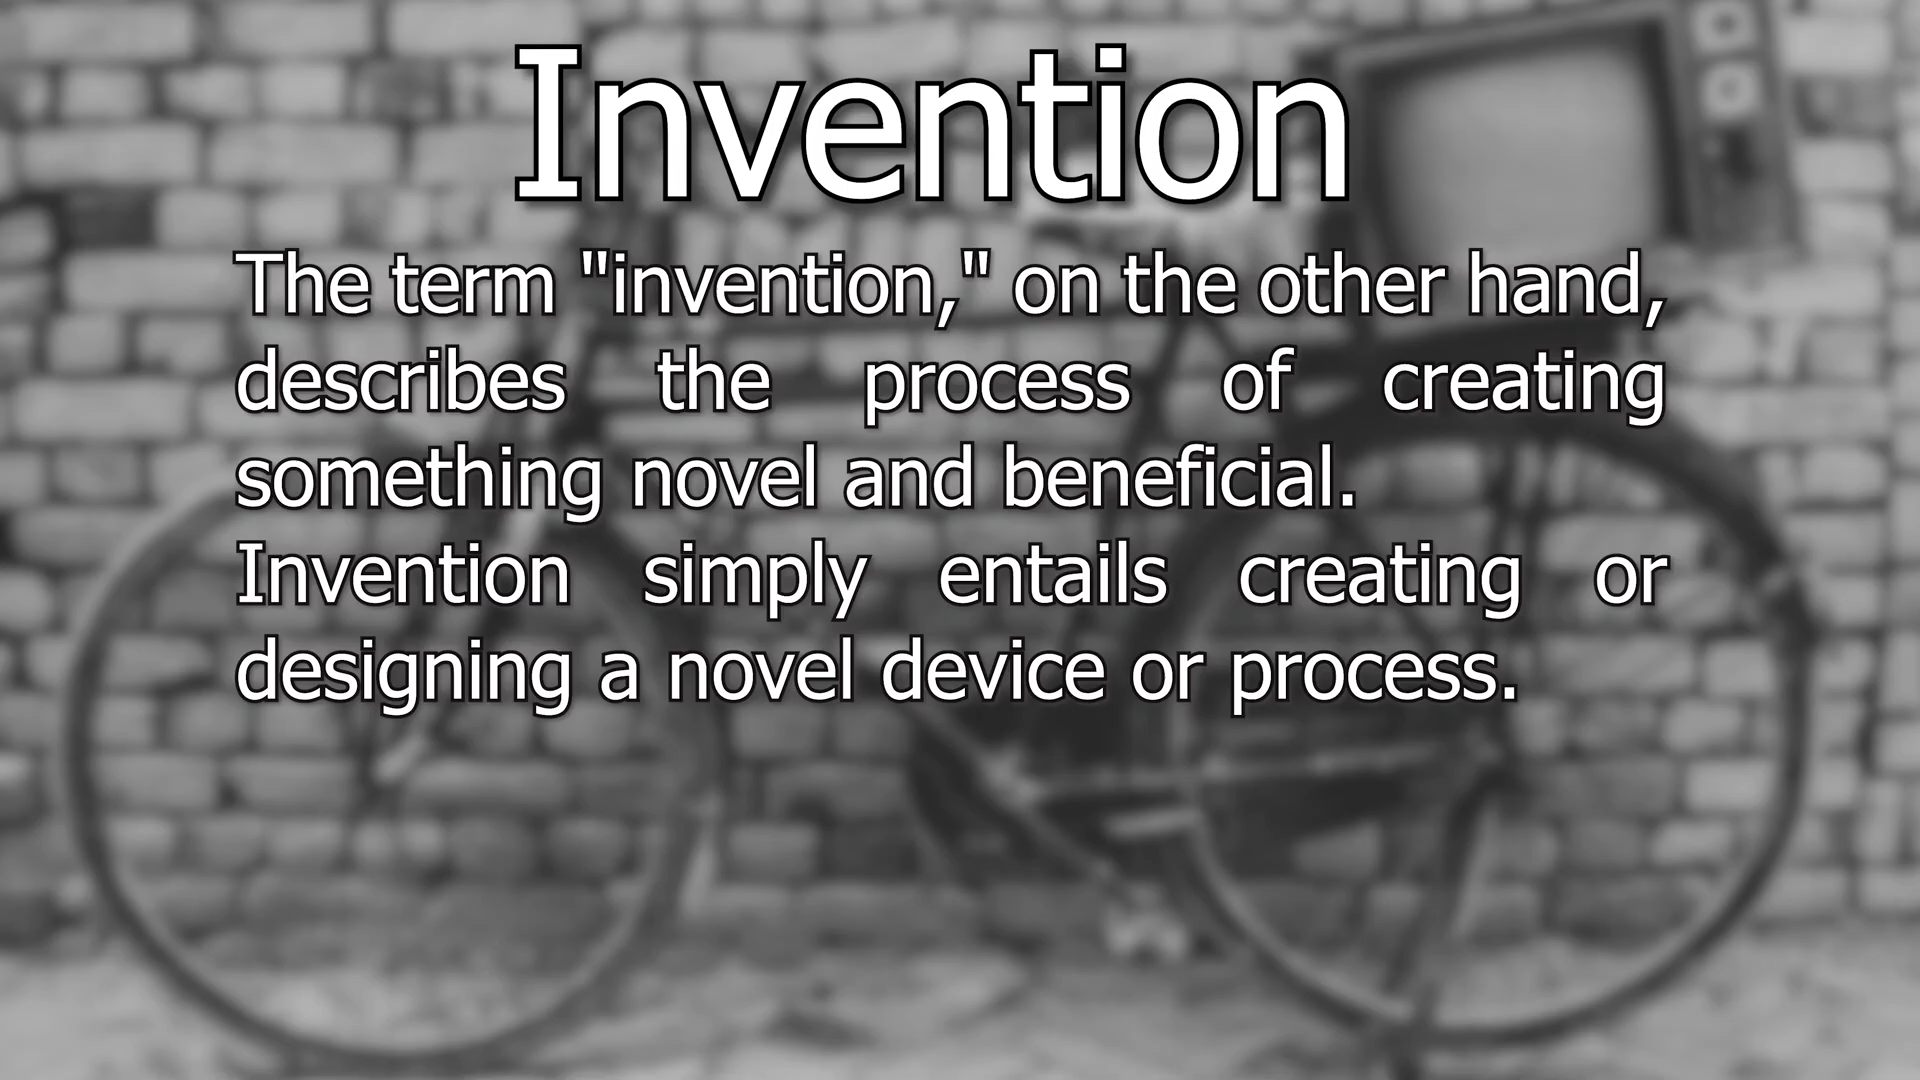 Invention
The term "invention," on the other hand,
describes the process of creating
something novel and beneficial.
Invention simply entails creating or
designing a novel device or process.